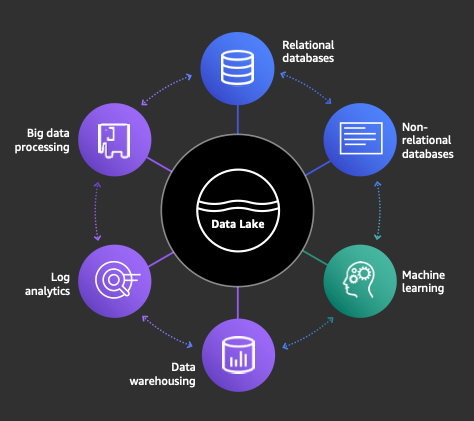 Relational
databases
Big data
processing
Non-
relational
databases
Data Lake
Log
analytics
Machine
learning
Data
warehousing